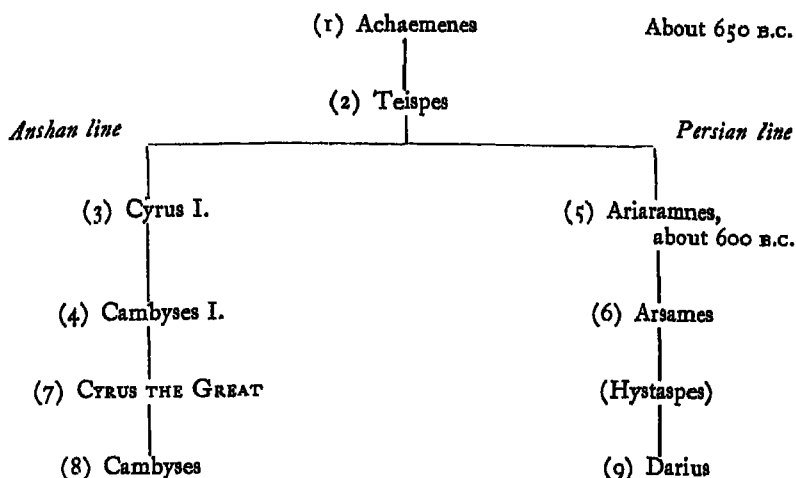 (1) Achaemenes About 650 B.C.
(2) Teispes
Anshan line Persian line
(3) Cyrus I. (5) Ariaramnes,
about 600 B.C.
(4) Cambyses I. (6) Arsames
(7) CYRUS THE GREAT (Hystaspes)
(8) Cambyses (9) Darius